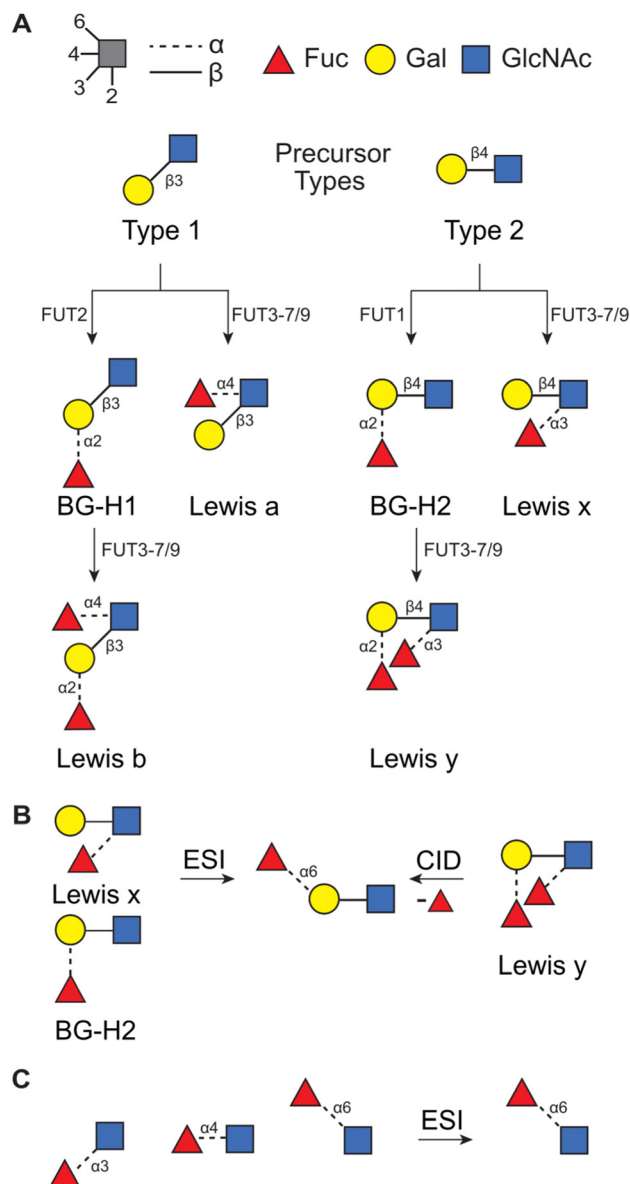 A
6
4
3
2
α
β
Fuc
Gal
GlcNAc
β3
Precursor
Types
β4
Type 1
Type 2
FUT2
FUT3-7/9
FUT1
FUT3-7/9
β3
α2
α4
β3
β4
α2
β4
α3
BG-H1
Lewis a
BG-H2
Lewis x
FUT3-7/9
FUT3-7/9
α4
β3
α2
β4
α2
α3
Lewis b
Lewis y
B
Lewis x
ESI
α6
CID
-
BG-H2
Lewis y
C
α3
α4
α6
ESI
α6